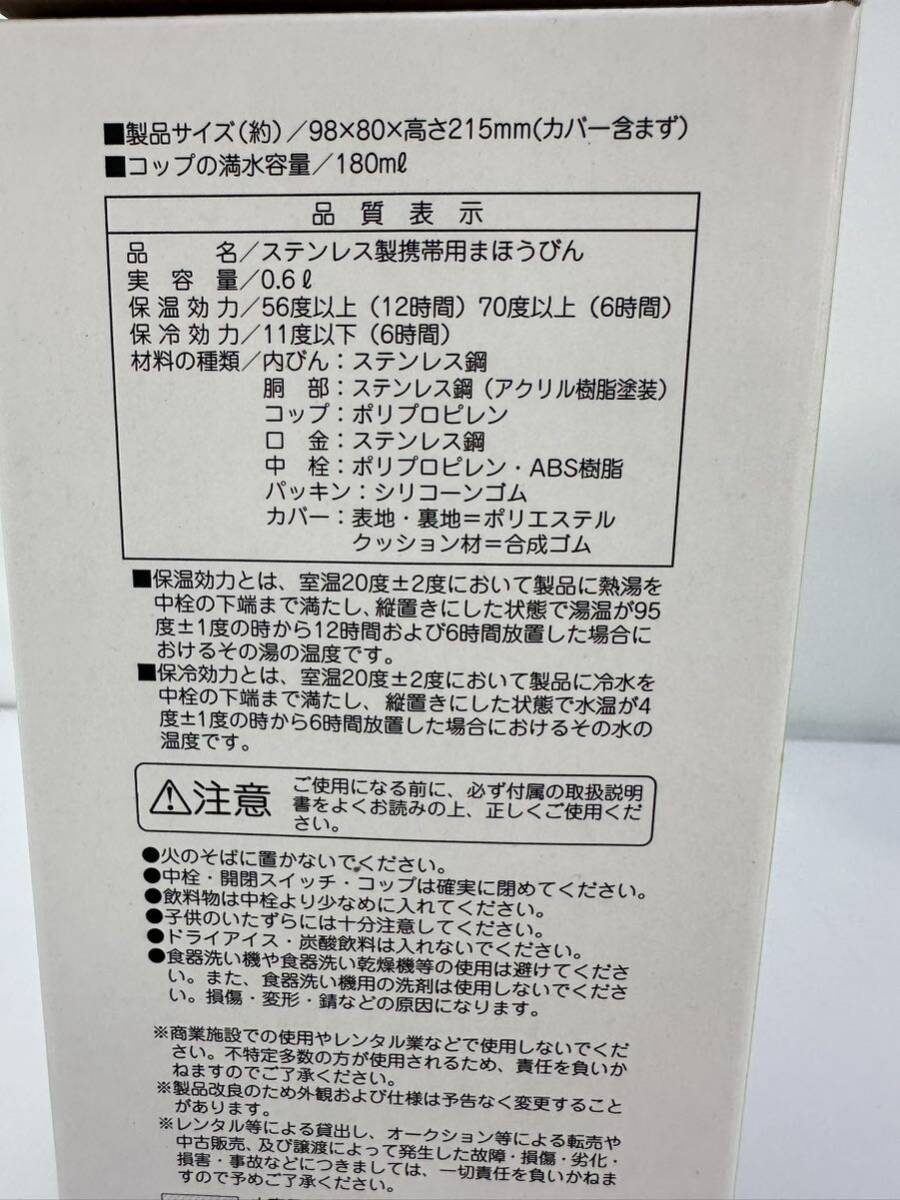 ■製品サイズ(約)/98×80×高さ215mm(カバー含まず)
■コップの満水容量/180mℓ
品質表示
品名/ステンレス製携帯用まほうびん
実容量/0.6ℓ
保温効力/56度以上(12時間)70度以上(6時間)
保冷効力/11度以下(6時間)
材料の種類/内びん:ステンレス鋼
胴部:ステンレス鋼(アクリル樹脂塗装)
コップ:ポリプロピレン
口金:ステンレス鋼
中栓:ポリプロピレン・ABS樹脂
パッキン:シリコーンゴム
カバー:表地・裏地=ポリエステル
クッション材=合成ゴム
■保温効力とは、室温20度±2度において製品に熱湯を
中栓の下端まで満たし、縦置きにした状態で湯温が95
度±1度の時から12時間および6時間放置した場合に
おけるその湯の温度です。
■保冷効力とは、室温20度±2度において製品に冷水を
中栓の下端まで満たし、縦置きにした状態で水温が4
度±1度の時から6時間放置した場合におけるその水の
温度です。
⚠注意
ご使用になる前に、必ず付属の取扱説明
書をよくお読みの上、正しくご使用くだ
さい。
●火のそばに置かないでください。
●中栓・開閉スイッチ・コップは確実に閉めてください。
●飲料物は中栓より少なめに入れてください。
●子供のいたずらには十分注意してください。
●ドライアイス・炭酸飲料は入れないでください。
●食器洗い機や食器洗い乾燥機等の使用は避けてくださ
い。また、食器洗い機用の洗剤は使用しないでくださ
い。損傷・変形・錆などの原因になります。
※商業施設での使用やレンタル業などで使用しないでくだ
さい。不特定多数の方が使用されるため、責任を負いか
ねますのでご了承ください。
※製品改良のため外観および仕様は予告なく変更すること
があります。
※レンタル等による貸出し、オークション等による転売や
中古販売、及び譲渡によって発生した故障・損傷・劣化・
損害・事故などにつきましては、一切責任を負いかねま
すので予めご了承ください。